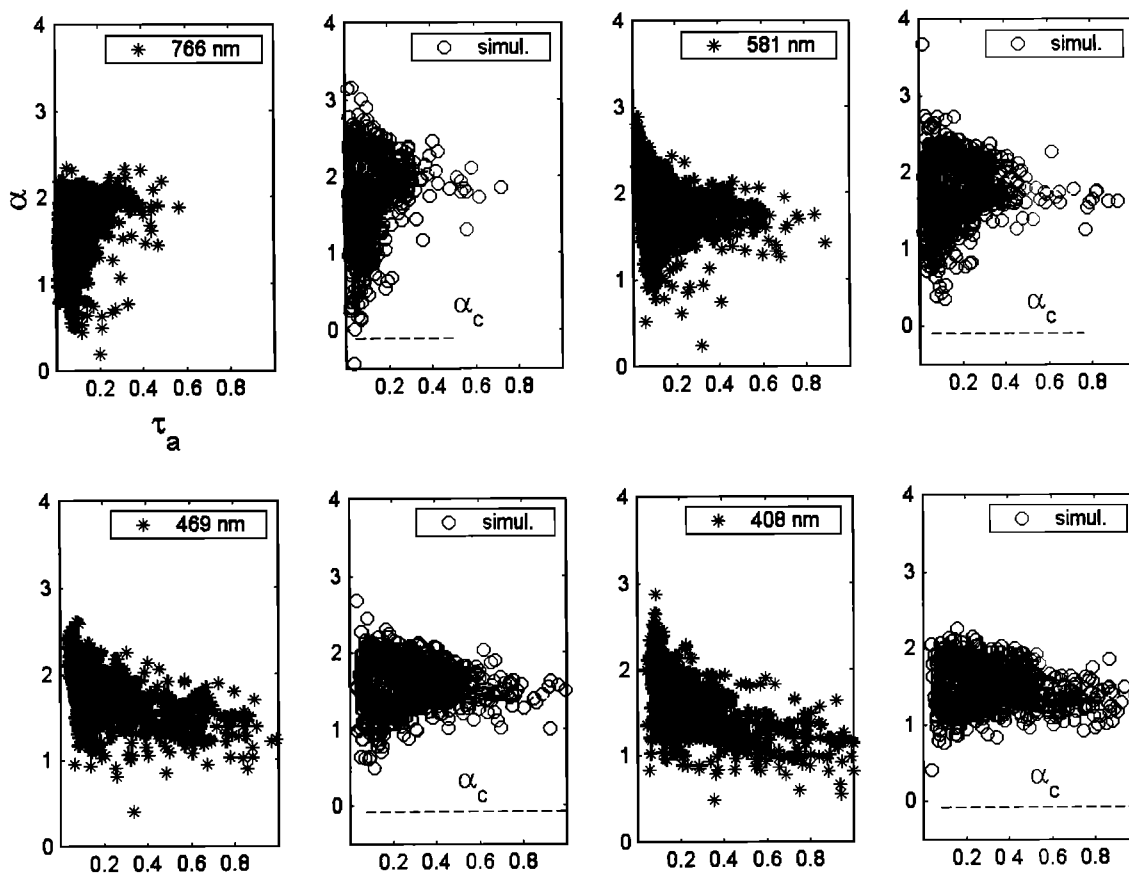 4 4 4 4
✳ 766 nm ○ simul. ✳ 581 nm ○ simul.
3 3 3 3
α 2 2 2 2
1 1 1 1
α_c α_c
0 0
0 0
0.2 0.4 0.6 0.8 0.2 0.4 0.6 0.8 0.2 0.4 0.6 0.8 0.2 0.4 0.6 0.8
τ_a
4 4 4 4
✳ 469 nm ○ simul. ✳ 408 nm ○ simul.
3 3 3 3
2 2 2 2
1 1 1 1
α_c α_c
0 0
0 0
0.2 0.4 0.6 0.8 0.2 0.4 0.6 0.8 0.2 0.4 0.6 0.8 0.2 0 4 0.6 0.8